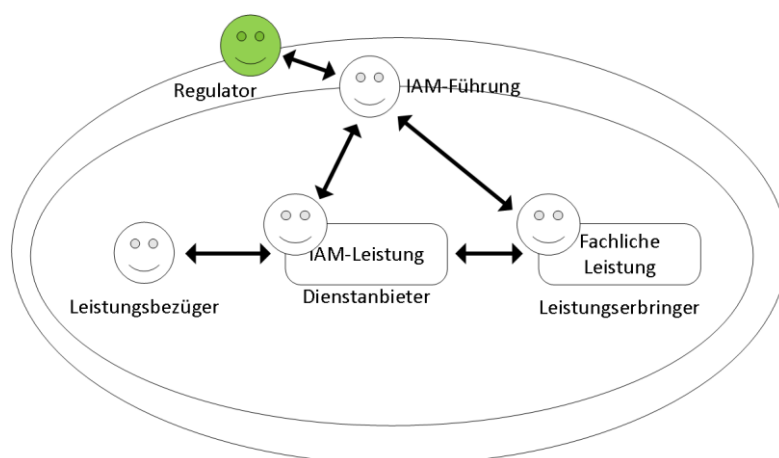 Regulator
IAM-Führung
IAM-Leistung
Dienstanbieter
Fachliche
Leistung
Leistungsbezüger
Leistungserbringer